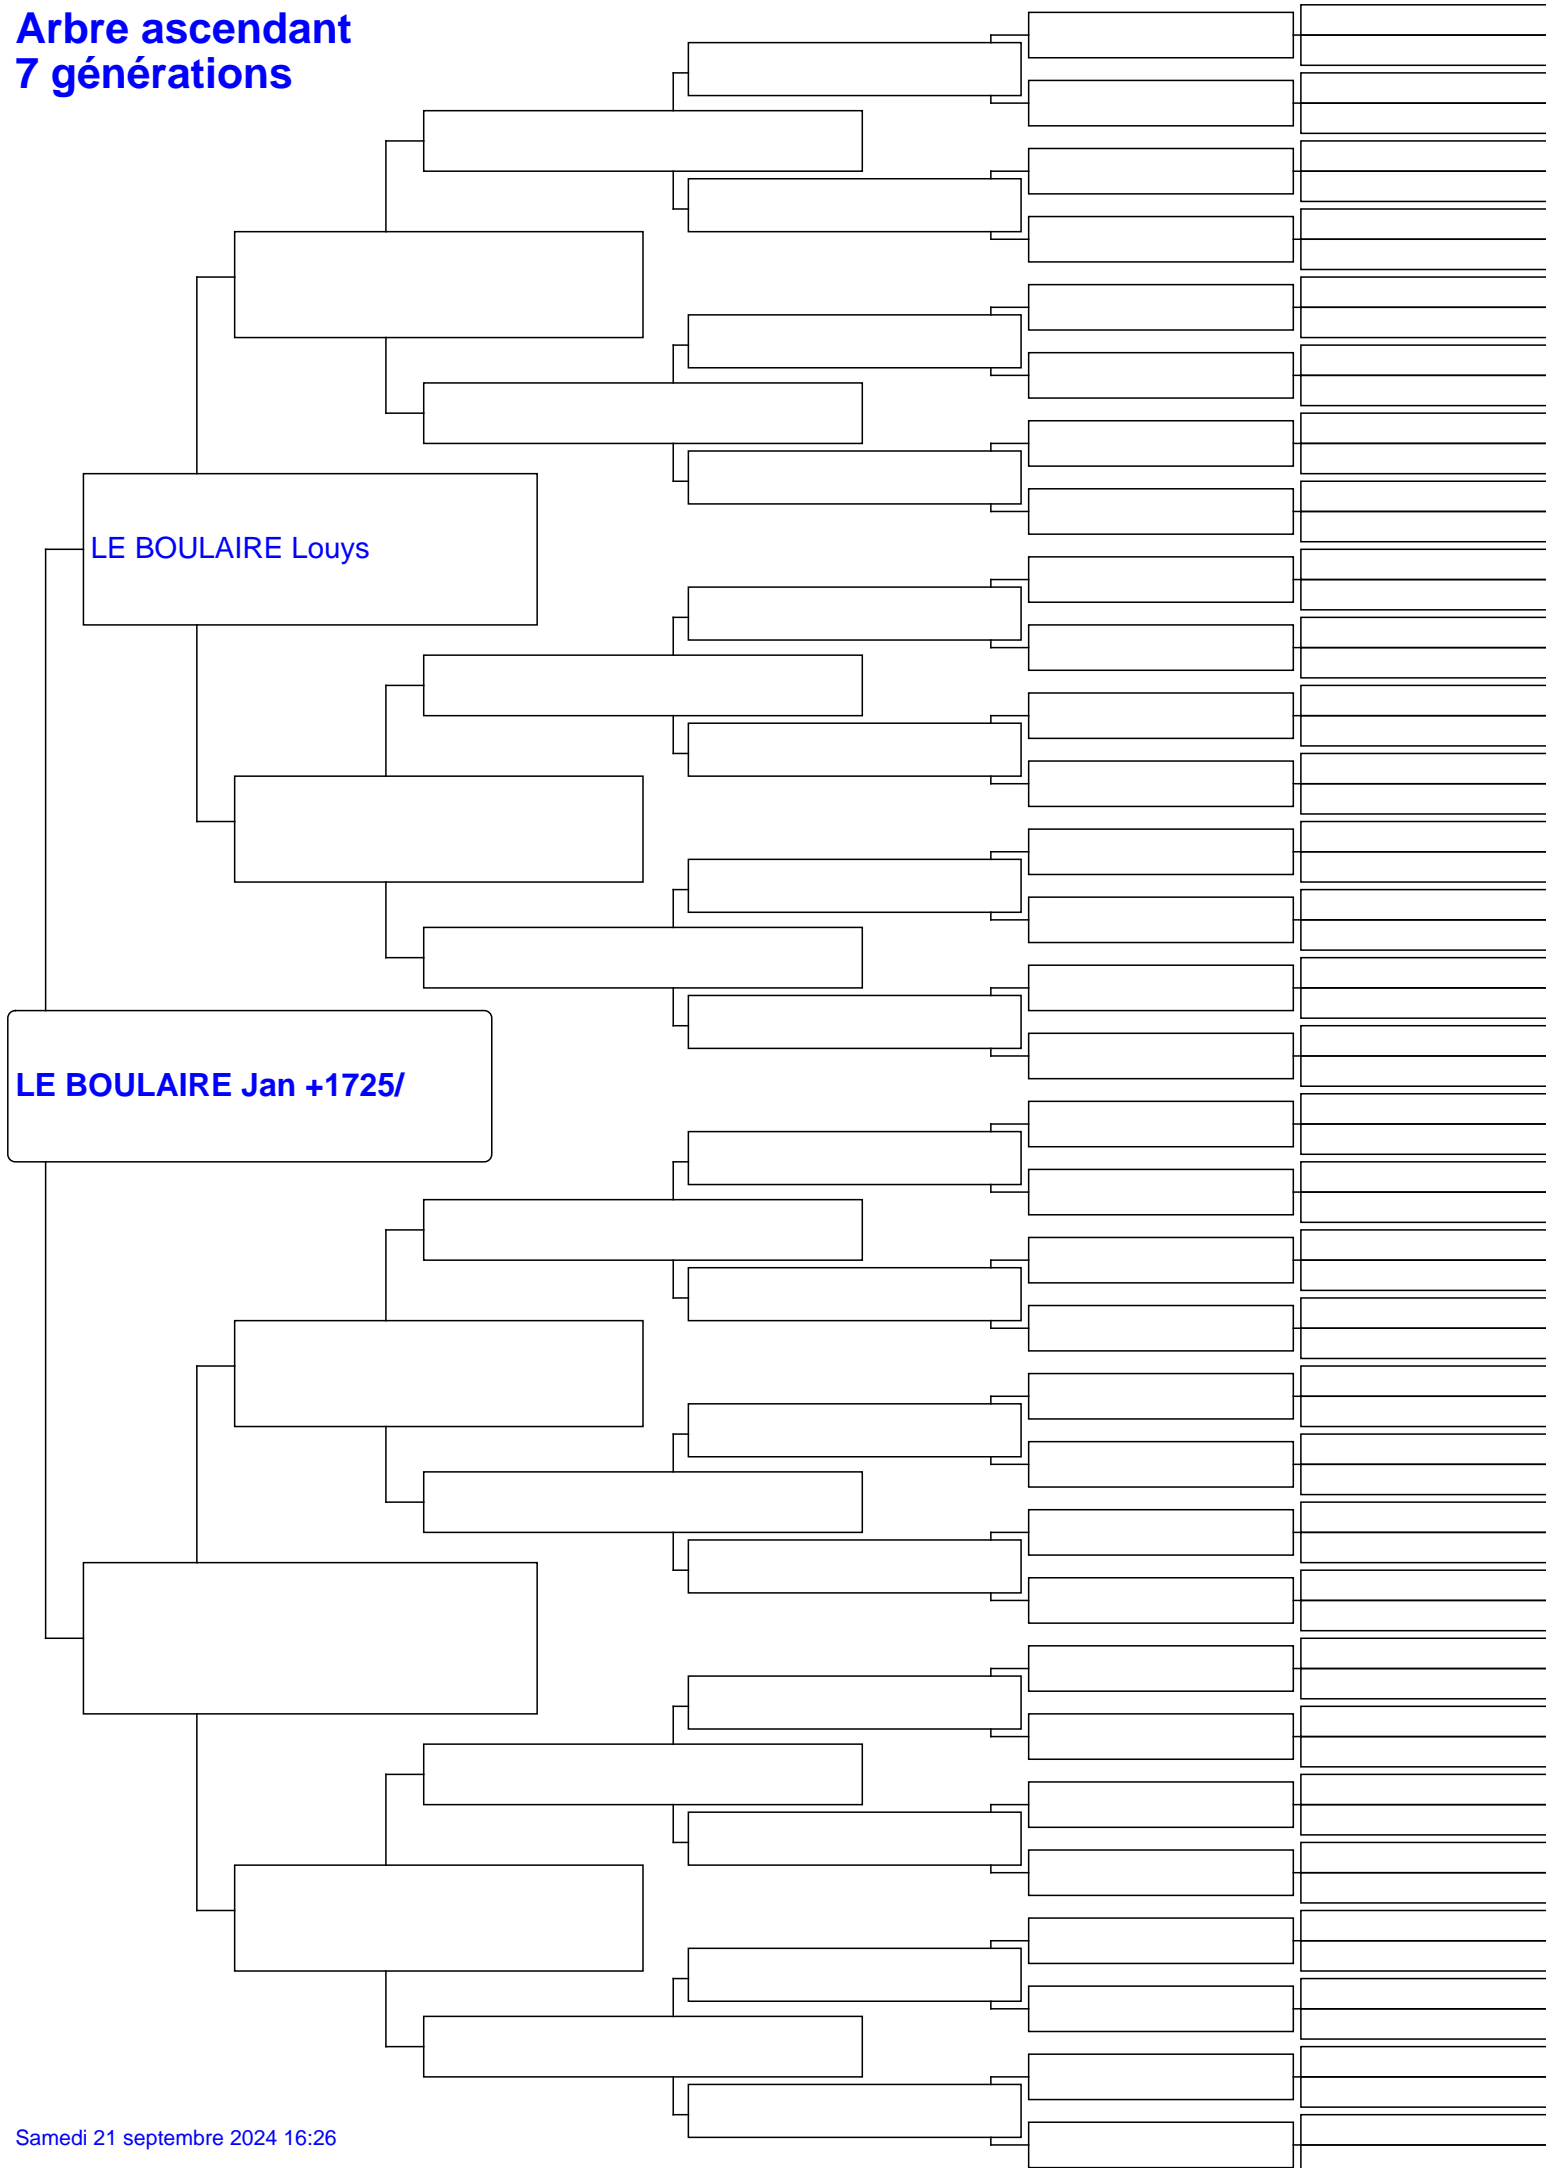 Arbre ascendant
7 générations
LE BOULAIRE Louys
LE BOULAIRE Jan +1725/
Samedi 21 septembre 2024 16:26